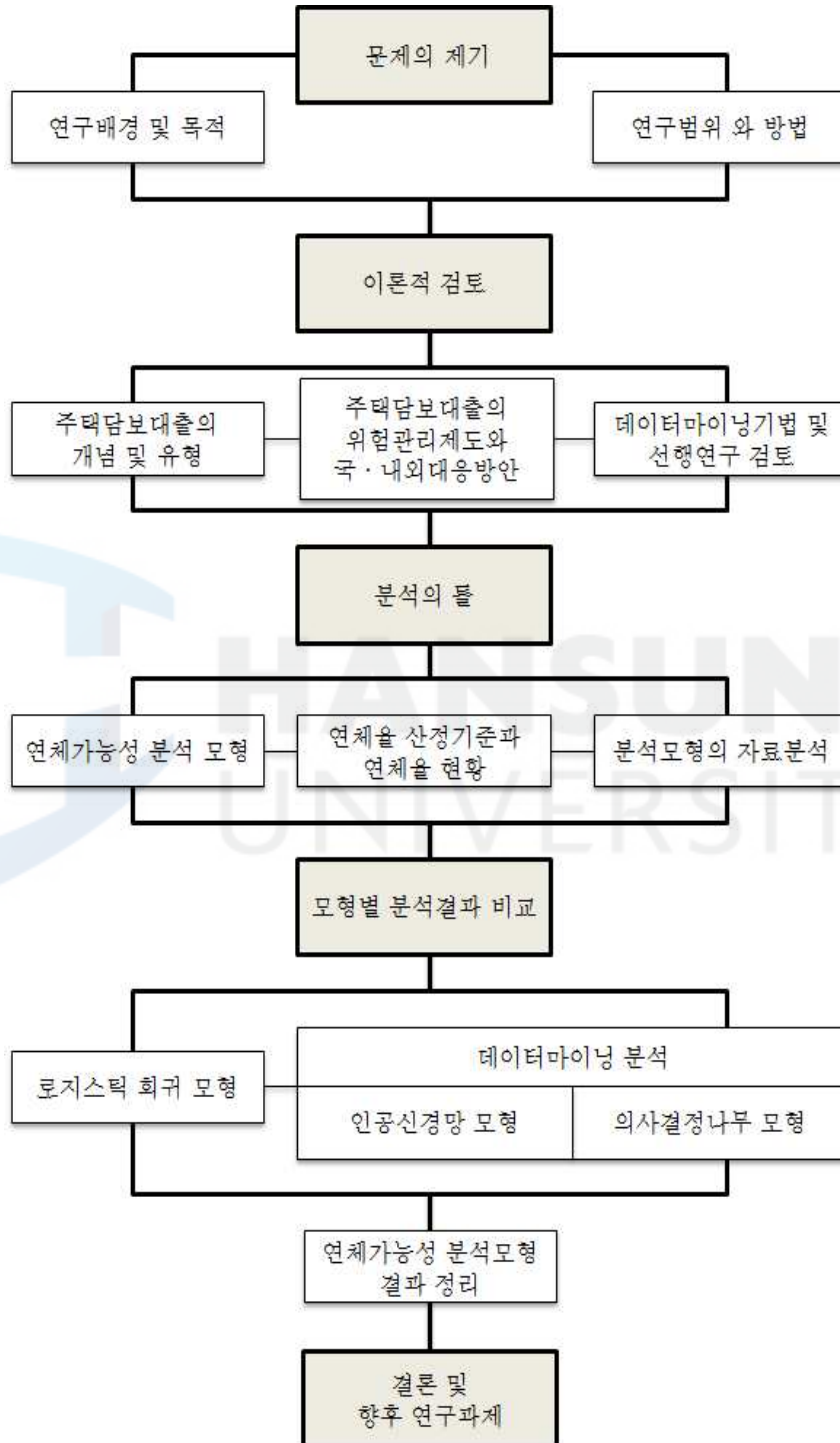 문제의 제기
연구배경 및 목적
연구범위 와 방법
이론적 검토
주택담보대출의
개념 및 유형
주택담보대출의
위험관리제도와
국·내외대응방안
데이터마이닝기법 및
선행연구 검토
분석의 틀
HANSUN
UNIVERSIT
연체가능성 분석 모형
연체율 산정기준과
연체율 현황
분석모형의 자료분석
모형별 분석결과 비교
로지스틱 회귀 모형
데이터마이닝 분석
인공신경망 모형
의사결정나무 모형
연체가능성 분석모형
결과 정리
결론 및
향후 연구과제